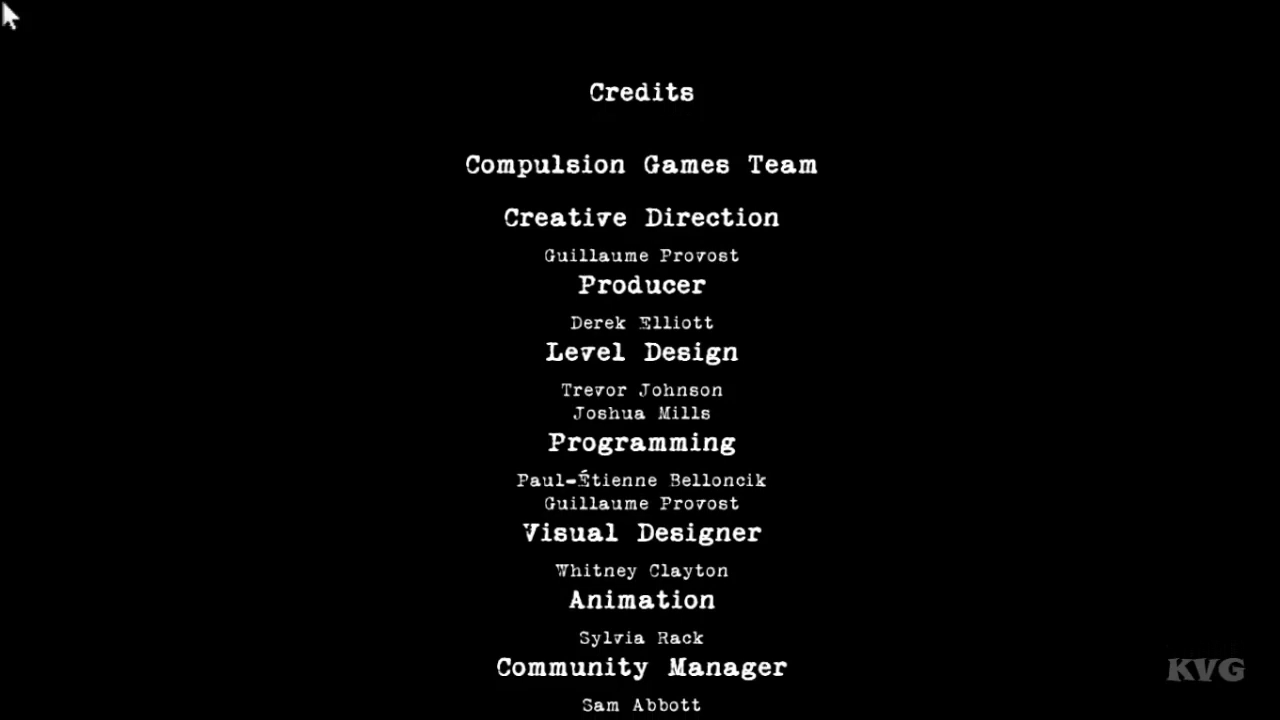 Credits
Compulsion Games Team
Creative Direction
Guillaume Provost
Producer
Derek Elliott
Level Design
Trevor Johnson
Joshua Mills
Programming
Paul-Étienne Belloncik
Guillaume Provost
Visual Designer
Whitney Clayton
Animation
Sylvia Rack
Community Manager
KVG
Sam Abbott